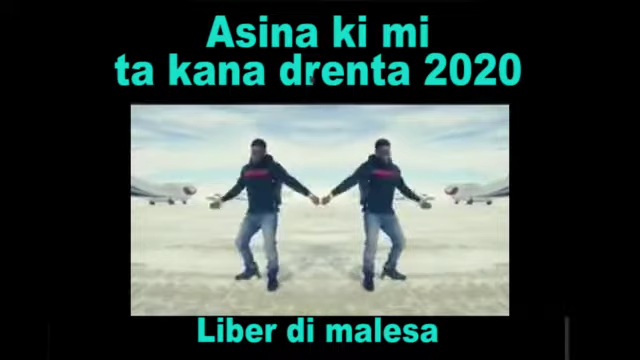 Asina ki mi
ta kana drenta 2020
Liber di malesa